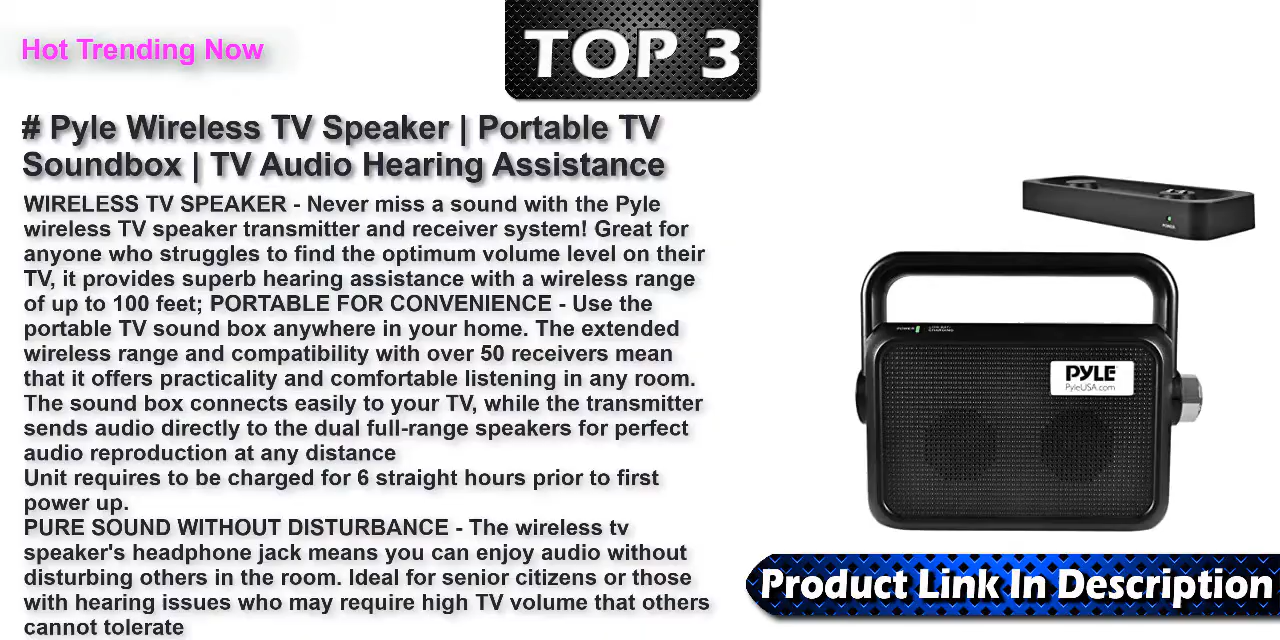 Hot Trending Now
TOP 3
# Pyle Wireless TV Speaker | Portable TV
Soundbox | TV Audio Hearing Assistance
WIRELESS TV SPEAKER - Never miss a sound with the Pyle
wireless TV speaker transmitter and receiver system! Great for
anyone who struggles to find the optimum volume level on their
TV, it provides superb hearing assistance with a wireless range
of up to 100 feet; PORTABLE FOR CONVENIENCE - Use the
portable TV sound box anywhere in your home. The extended
wireless range and compatibility with over 50 receivers mean
that it offers practicality and comfortable listening in any room.
The sound box connects easily to your TV, while the transmitter
sends audio directly to the dual full-range speakers for perfect
audio reproduction at any distance
Unit requires to be charged for 6 straight hours prior to first
power up.
PURE SOUND WITHOUT DISTURBANCE - The wireless tv
speaker's headphone jack means you can enjoy audio without
disturbing others in the room. Ideal for senior citizens or those
with hearing issues who may require high TV volume that others
cannot tolerate
POWER
POWER
CHARGING
PYLE
PyleUSA.com
Product Link In Description